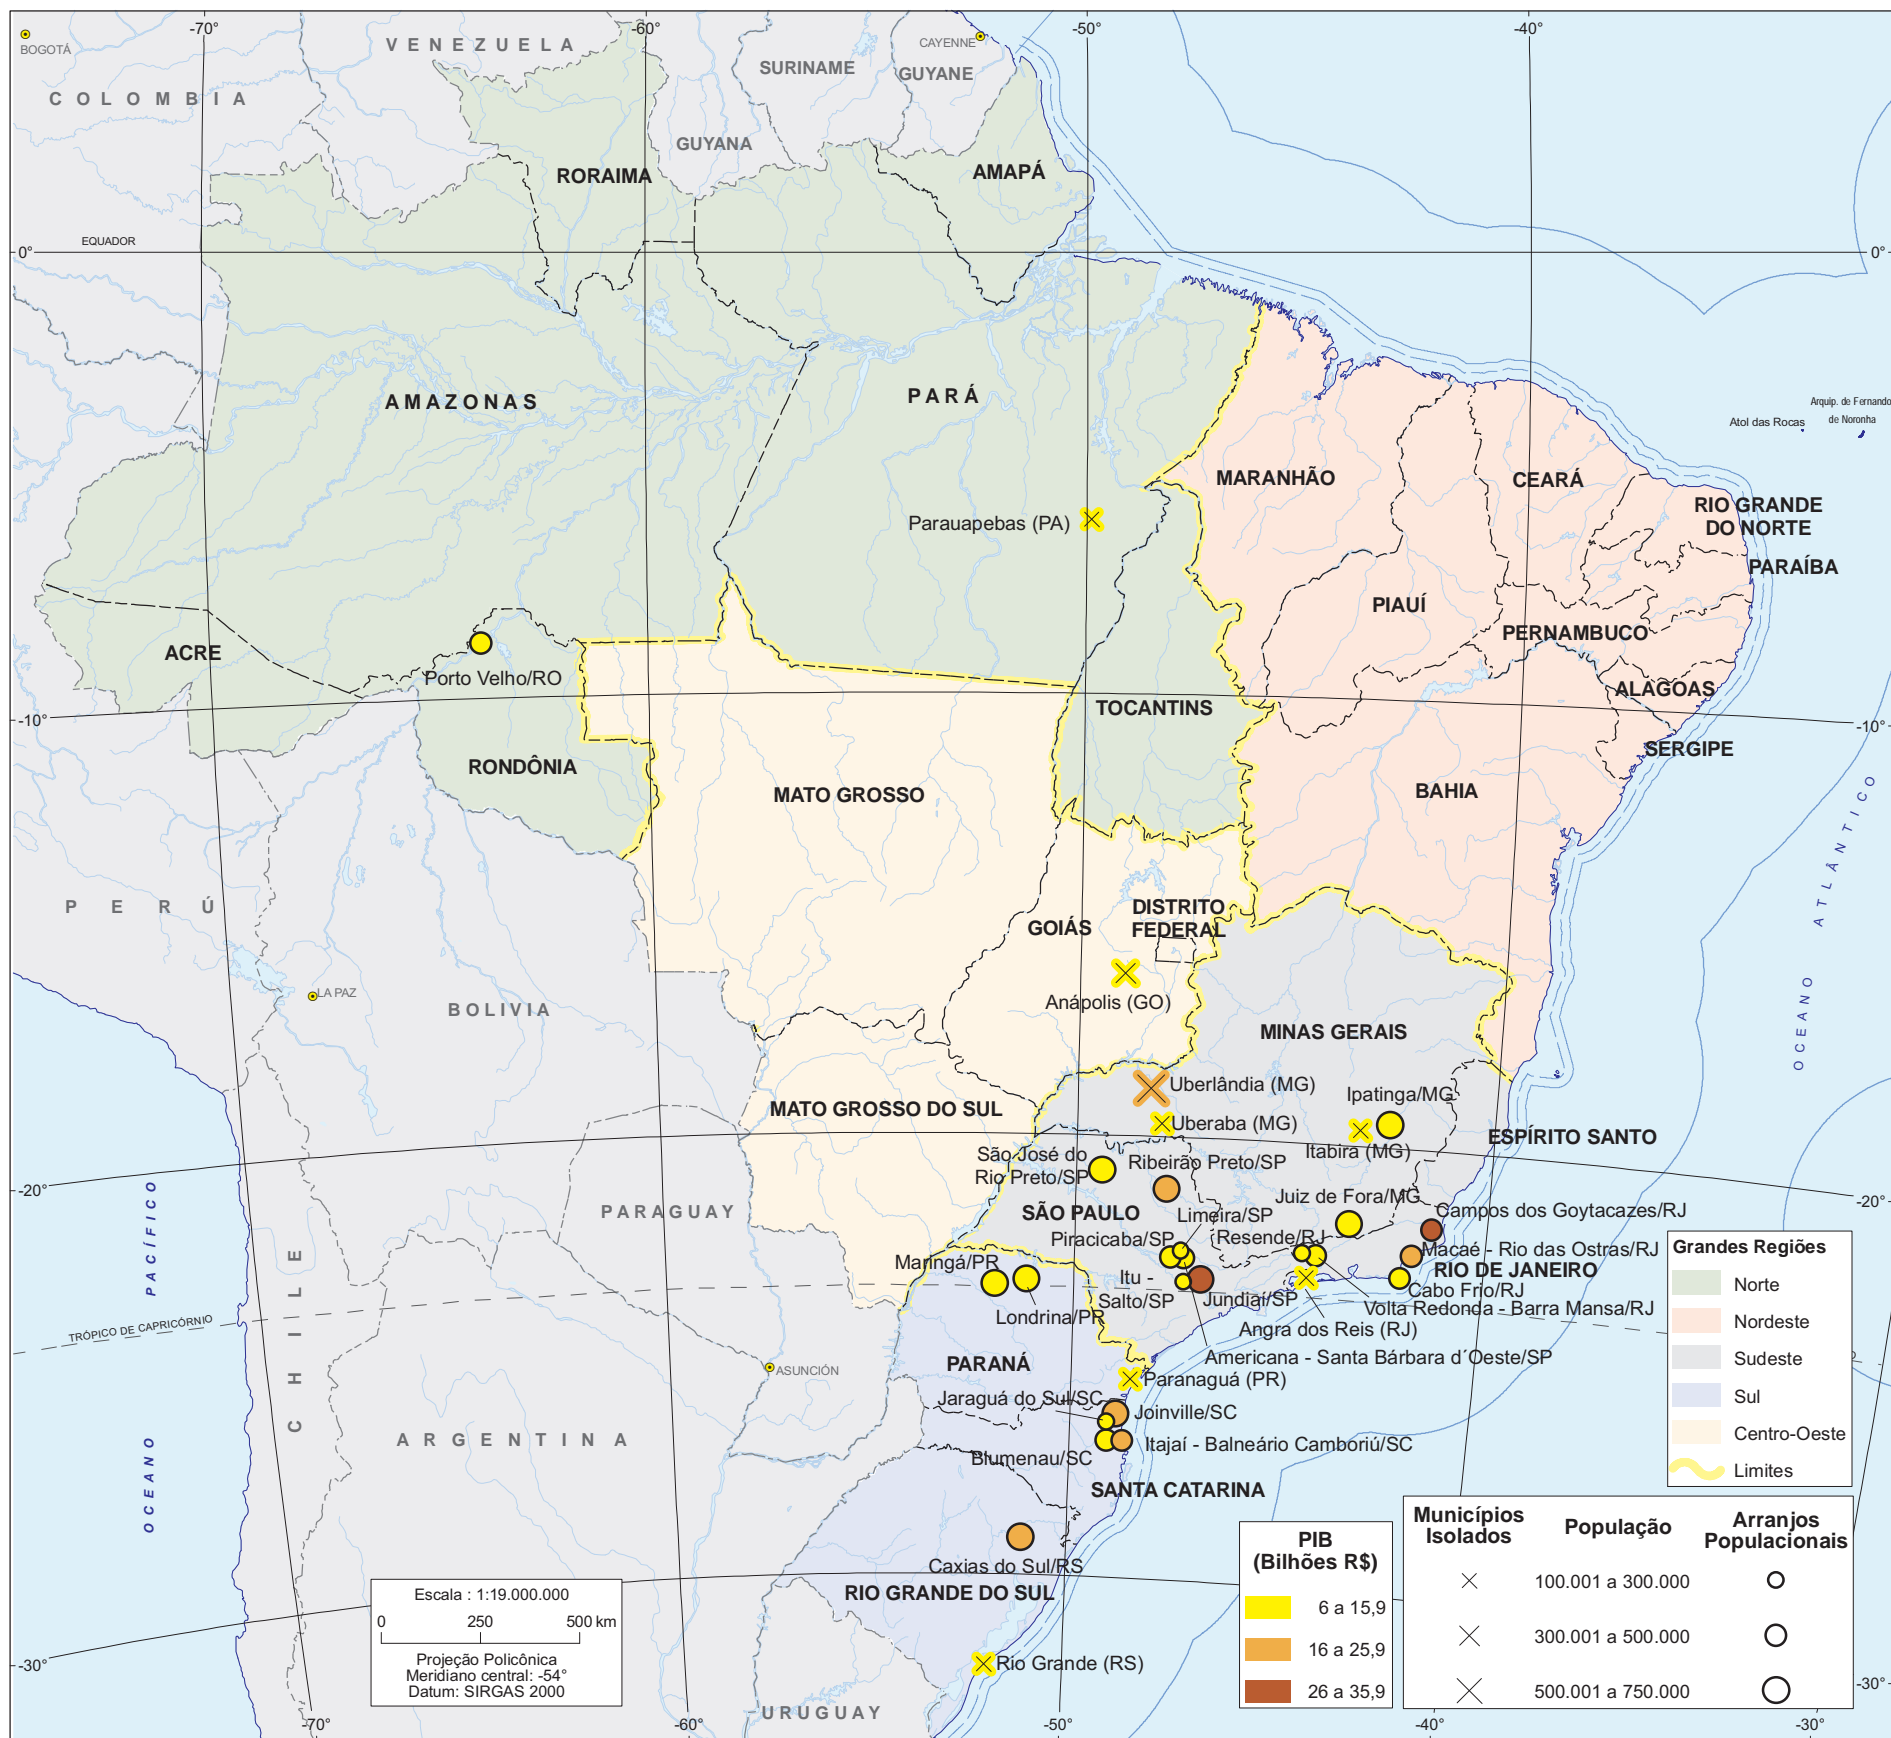 -70°
-60°
-50°
-40°
BOGOTÁ
VENEZUELA
CAYENNE
SURINAME
GUYANE
COLOMBIA
GUYANA
RORAIMA
AMAPÁ
EQUADOR
0°
0°
AMAZONAS
PARÁ
Arquip. de Fernando
de Noronha
Atol das Rocas
MARANHÃO
CEARÁ
RIO GRANDE
DO NORTE
Parauapebas (PA)
PARAÍBA
PIAUÍ
PERNAMBUCO
ACRE
Porto Velho/RO
ALAGOAS
TOCANTINS
-10°
-10°
SERGIPE
RONDÔNIA
MATO GROSSO
BAHIA
OCEANO ATLÂNTICO
PERÚ
DISTRITO
FEDERAL
GOIÁS
LA PAZ
Anápolis (GO)
BOLIVIA
MINAS GERAIS
Uberlândia (MG)
Ipatinga/MG
MATO GROSSO DO SUL
Uberaba (MG)
ESPÍRITO SANTO
Itabira (MG)
São José do
Rio Preto/SP
Ribeirão Preto/SP
-20°
-20°
Juiz de Fora/MG
PARAGUAY
SÃO PAULO
Limeira/SP
Campos dos Goytacazes/RJ
Piracicaba/SP
Resende/RJ
Macaé - Rio das Ostras/RJ
Maringá/PR
RIO DE JANEIRO
Itu -
Salto/SP
Jundiaí/SP
Cabo Frio/RJ
Volta Redonda - Barra Mansa/RJ
Londrina/PR
Angra dos Reis (RJ)
TRÓPICO DE CAPRICÓRNIO
Americana - Santa Bárbara d´Oeste/SP
PARANÁ
ASUNCIÓN
Paranaguá (PR)
Jaraguá do Sul/SC
Joinville/SC
CHILE
ARGENTINA
Itajaí - Balneário Camboriú/SC
Blumenau/SC
SANTA CATARINA
OCEANO PACÍFICO
Caxias do Sul/RS
RIO GRANDE DO SUL
Rio Grande (RS)
URUGUAY
-30°
-30°
-70°
-60°
-50°
-40°
-30°
Grandes Regiões
Norte
Nordeste
Sudeste
Sul
Centro-Oeste
Limites
Escala : 1:19.000.000
0 250 500 km
Projeção Policônica
Meridiano central: -54°
Datum: SIRGAS 2000
PIB
(Bilhões R$)
6 a 15,9
16 a 25,9
26 a 35,9
Municípios
Isolados
População
Arranjos
Populacionais
100.001 a 300.000
300.001 a 500.000
500.001 a 750.000